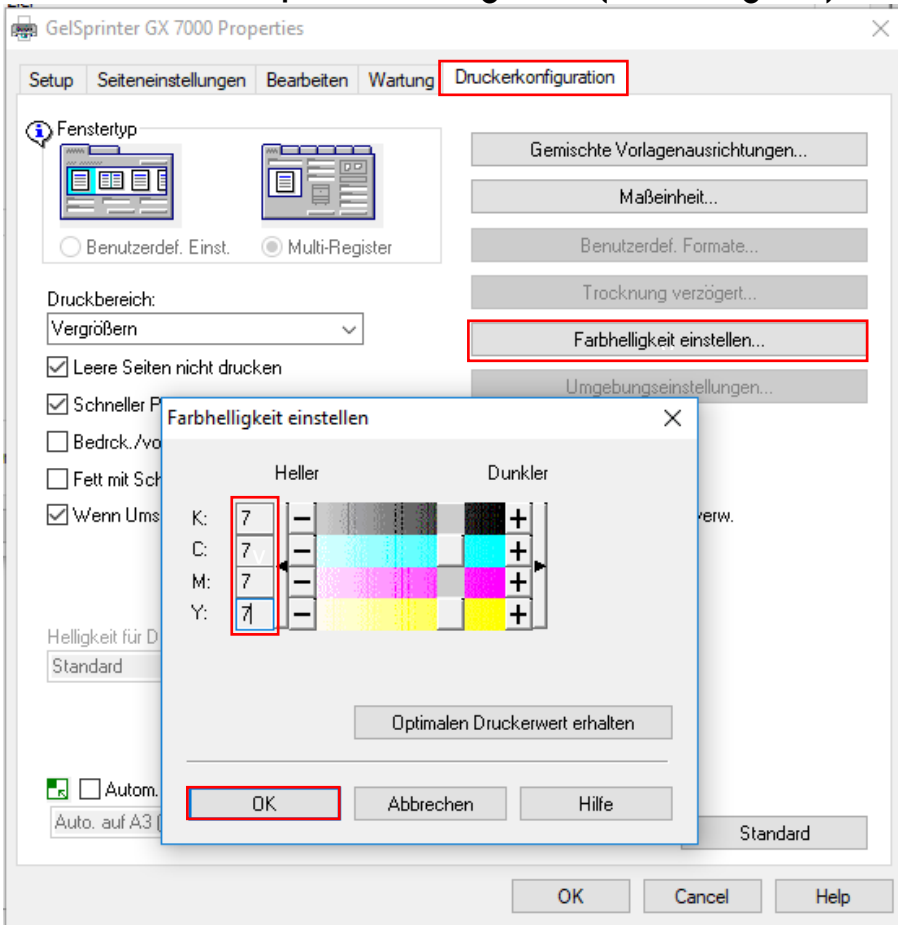 GelSprinter GX 7000 Properties
Setup Seiteneinstellungen Bearbeiten Wartung Druckerkonfiguration
Fenstertyp
Benutzerdef. Einst. Multi-Register
Gemischte Vorlagenausrichtungen...
Maßeinheit...
Benutzerdef. Formate...
Trocknung verzögert...
Farbhelligkeit einstellen...
Umgebungseinstellungen...
Druckbereich:
Vergrößern
Leere Seiten nicht drucken
Schneller
Bedrck./vo
Fett mit Sch
Wenn Ums
verw.
Helligkeit für D
Standard
Autom.
Auto. auf A3 (
Farbhelligkeit einstellen
Heller Dunkler
K: 7
C: 7
M: 7
Y: 7
Optimalen Druckerwert erhalten
OK Abbrechen Hilfe
Standard
OK Cancel Help